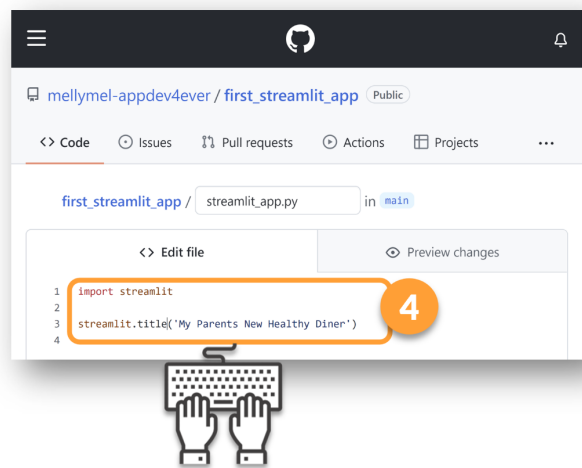 mellymel-appdev4ever / first_streamlit_app Public
<> Code Issues Pull requests Actions Projects ...
first_streamlit_app / streamlit_app.py in main
<> Edit file Preview changes
1 import streamlit
2
3 streamlit.title('My Parents New Healthy Diner')
4
4